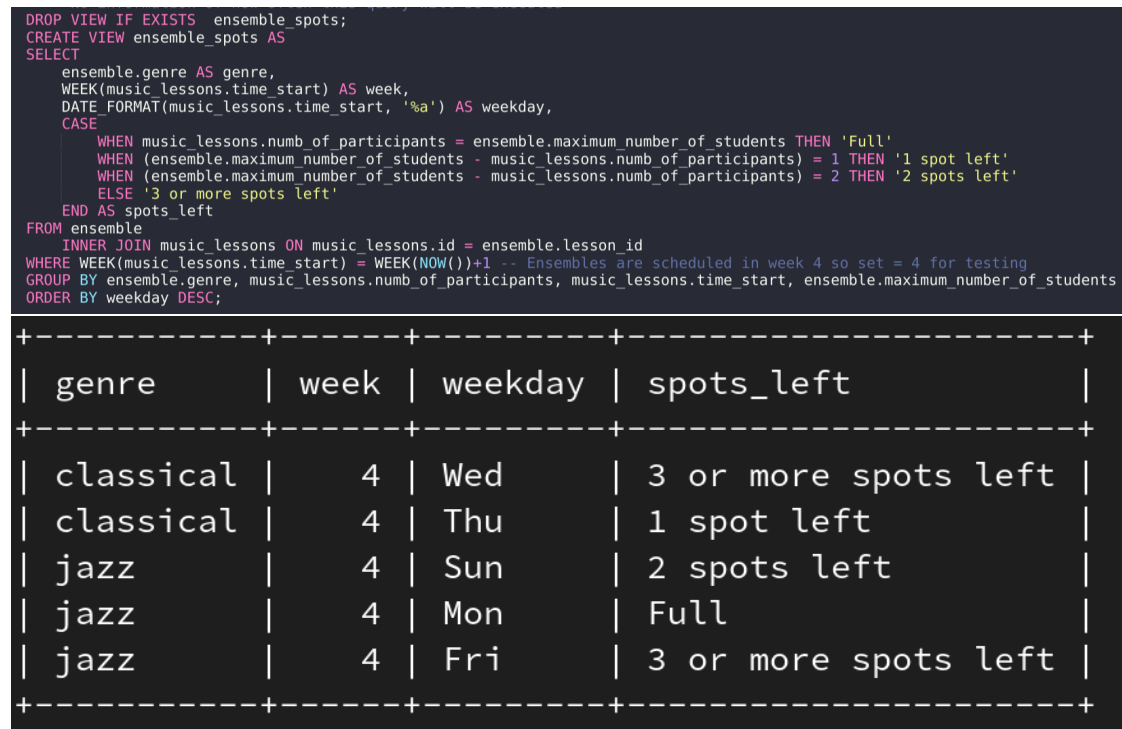 DROP VIEW IF EXISTS  ensemble_spots;
CREATE VIEW ensemble_spots AS
SELECT
    ensemble.genre AS genre,
    WEEK(music_lessons.time_start) AS week,
    DATE_FORMAT(music_lessons.time_start, '%a') AS weekday,
    CASE
        WHEN music_lessons.numb_of_participants = ensemble.maximum_number_of_students THEN 'Full'
        WHEN (ensemble.maximum_number_of_students - music_lessons.numb_of_participants) = 1 THEN '1 spot left'
        WHEN (ensemble.maximum_number_of_students - music_lessons.numb_of_participants) = 2 THEN '2 spots left'
        ELSE '3 or more spots left'
    END AS spots_left
FROM ensemble
    INNER JOIN music_lessons ON music_lessons.id = ensemble.lesson_id
WHERE WEEK(music_lessons.time_start) = WEEK(NOW())+1 -- Ensembles are scheduled in week 4 so set = 4 for testing
GROUP BY ensemble.genre, music_lessons.numb_of_participants, music_lessons.time_start, ensemble.maximum_number_of_students
ORDER BY weekday DESC;
+-----------+------+---------+----------------------+
| genre     | week | weekday | spots_left           |
+-----------+------+---------+----------------------+
| classical |    4 | Wed     | 3 or more spots left |
| classical |    4 | Thu     | 1 spot left          |
| jazz      |    4 | Sun     | 2 spots left         |
| jazz      |    4 | Mon     | Full                 |
| jazz      |    4 | Fri     | 3 or more spots left |
+-----------+------+---------+----------------------+